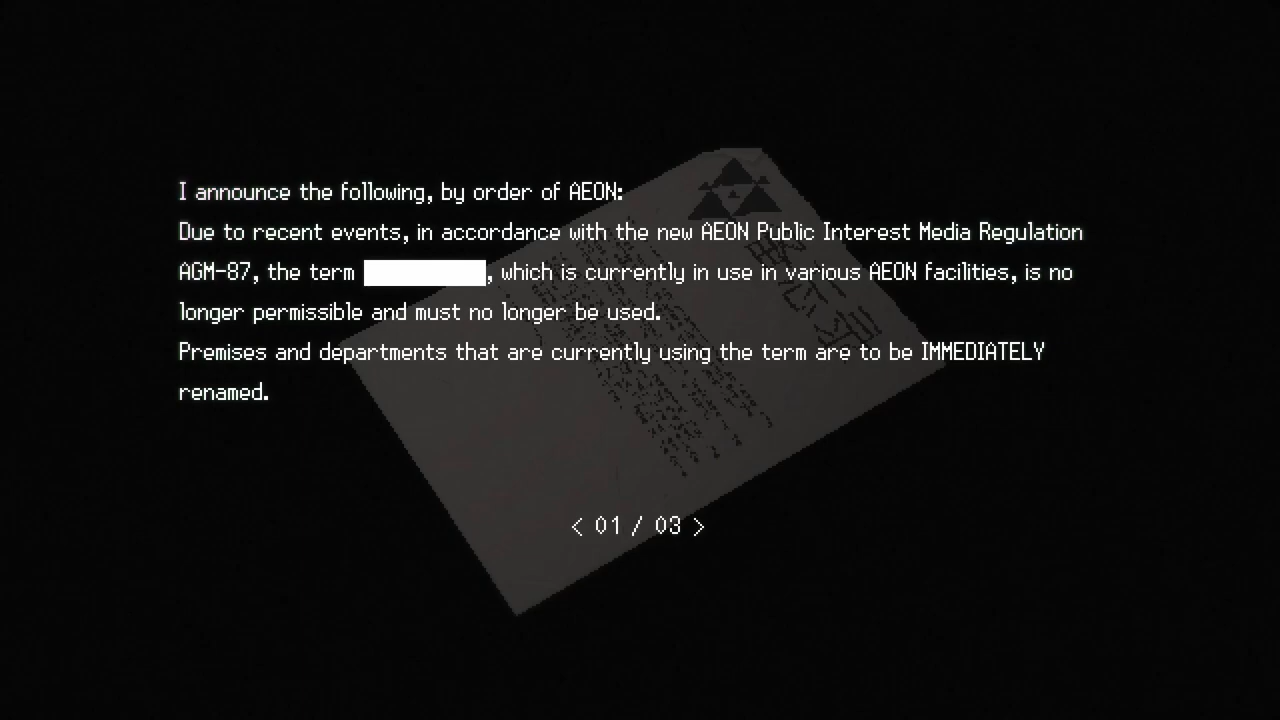 I announce the following, by order of AEON:
Due to recent events, in accordance with the new AEON Public Interest Media Regulation
AGM-87, the term , which is currently in use in various AEON facilities, is no
longer permissible and must no longer be used.
Premises and departments that are currently using the term are to be IMMEDIATELY
renamed.
< 01 / 03 >